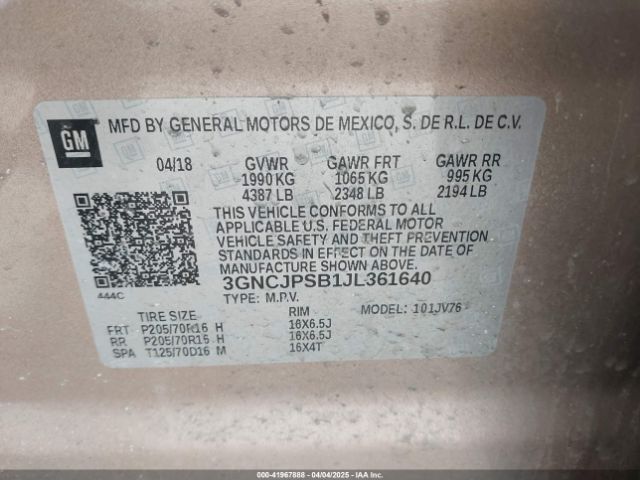 GM
MFD BY GENERAL MOTORS DE MEXICO, S. DE R.L. DE C.V.
04/18 GVWR GAWR FRT GAWR RR
1990 KG 1065 KG 995 KG
4387 LB 2348 LB 2194 LB
THIS VEHICLE CONFORMS TO ALL
APPLICABLE U.S. FEDERAL MOTOR
VEHICLE SAFETY AND THEFT PREVENTION
STANDARDS IN EFFECT ON THE DATE OF
MANUFACTURE SHOWN ABOVE.
444C
3GNCJPSB1JL361640
TYPE: M.P.V. MODEL: 101JV76
TIRE SIZE RIM
FRT P205/70R16 H 16X6.5J
RR P205/70R16 H 16X6.5J
SPA T125/70D16 M 16X4T
000-41967888 - 04/04/2025 - IAAI.COM